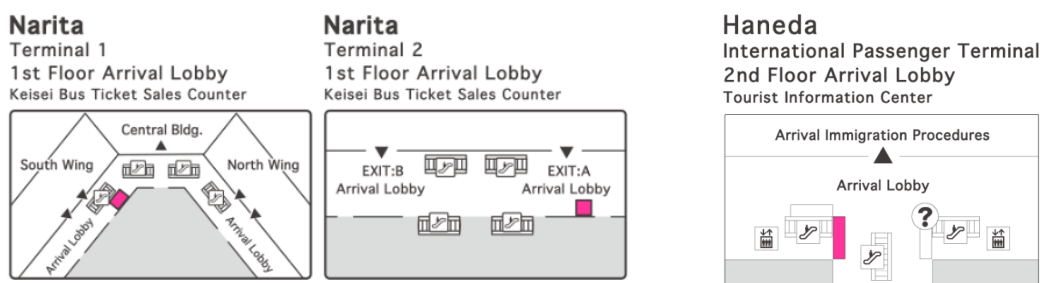 Narita
Terminal 1
1st Floor Arrival Lobby
Keisei Bus Ticket Sales Counter
Central Bldg.
South Wing
North Wing
Arrival Lobby
Arrival Lobby
Narita
Terminal 2
1st Floor Arrival Lobby
Keisei Bus Ticket Sales Counter
EXIT:B
Arrival Lobby
EXIT:A
Arrival Lobby
Haneda
International Passenger Terminal
2nd Floor Arrival Lobby
Tourist Information Center
Arrival Immigration Procedures
Arrival Lobby
?